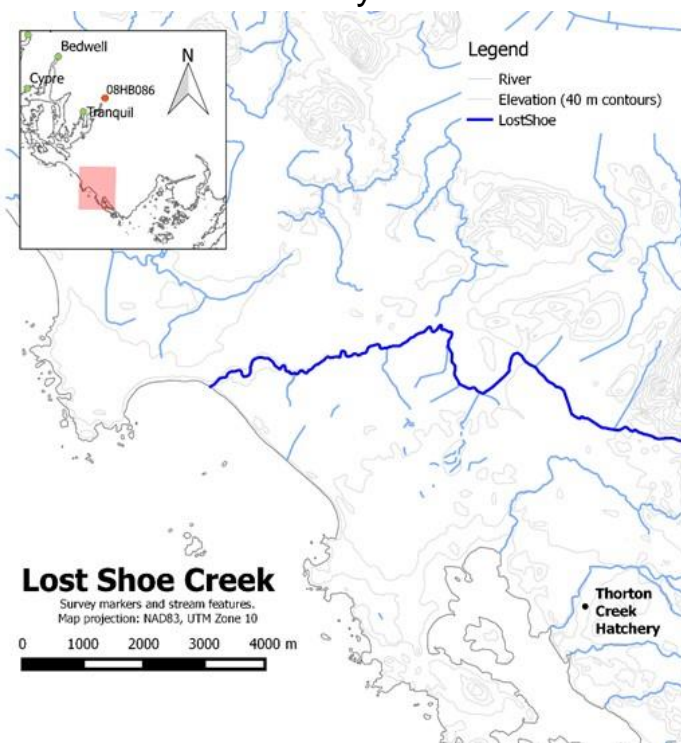 Bedwell
N
Cypre
08HB086
Tranquil
Legend
River
Elevation (40 m contours)
LostShoe
Lost Shoe Creek
Survey markers and stream features.
Map projection: NAD83, UTM Zone 10
0 1000 2000 3000 4000 m
Thorton
Creek
Hatchery